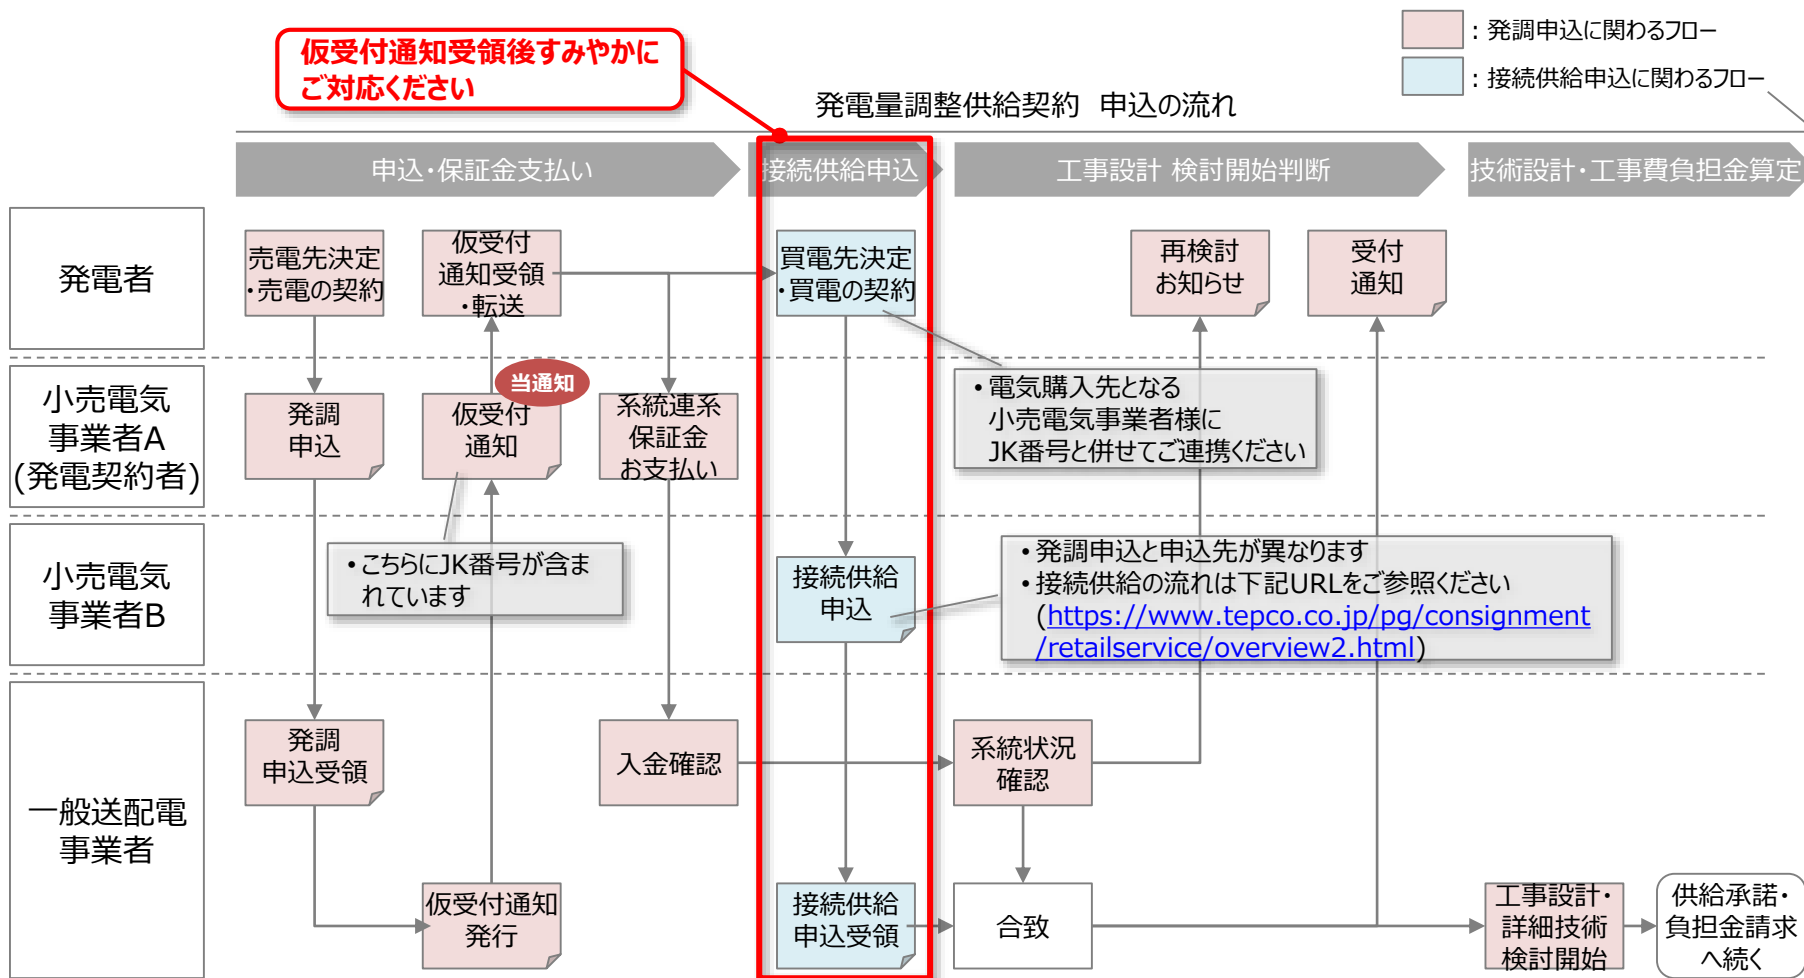 仮受付通知受領後すみやかに
ご対応ください
：発調申込に関わるフロー
：接続供給申込に関わるフロー
発電量調整供給契約 申込の流れ
申込・保証金支払い
接続供給申込
工事設計 検討開始判断
技術設計・工事費負担金算定
発電者
売電先決定
・売電の契約
仮受付
通知受領
・転送
買電先決定
・買電の契約
再検討
お知らせ
受付
通知
小売電気
事業者A
(発電契約者)
発調
申込
当通知
仮受付
通知
系統連系
保証金
お支払い
・電気購入先となる
小売電気事業者様に
JK番号と併せてご連携ください
小売電気
事業者B
・こちらにJK番号が含ま
れています
接続供給
申込
・発調申込と申込先が異なります
・接続供給の流れは下記URLをご参照ください
(https://www.tepco.co.jp/pg/consignment
/retailservice/overview2.html)
一般送配電
事業者
発調
申込受領
入金確認
系統状況
確認
仮受付通知
発行
接続供給
申込受領
合致
工事設計・
詳細技術
検討開始
供給承諾・
負担金請求
へ続く